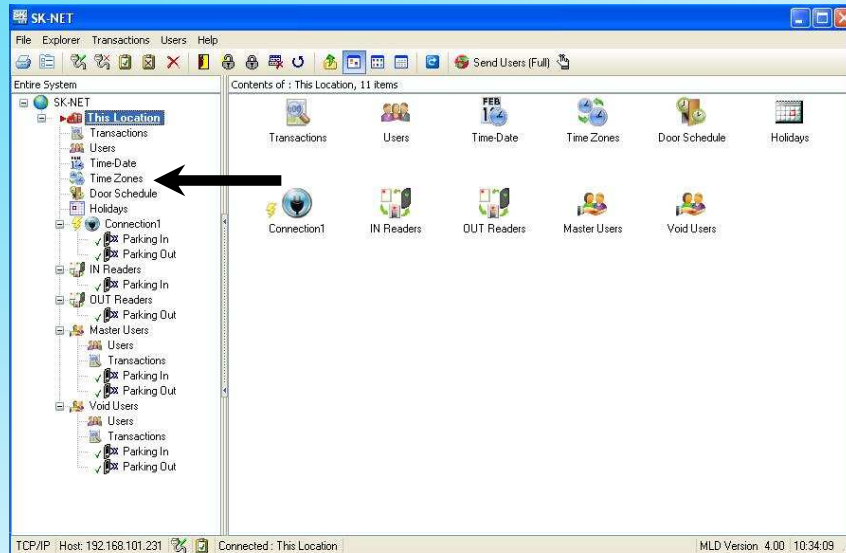 SK-NET
File Explorer Transactions Users Help
Send Users (Full)
Entire System
SK-NET
This Location
Transactions
Users
Time-Date
Time Zones
Door Schedule
Holidays
Connection1
Parking In
Parking Out
IN Readers
Parking In
OUT Readers
Parking Out
Master Users
Users
Transactions
Parking In
Parking Out
Void Users
Users
Transactions
Parking In
Parking Out
Contents of : This Location, 11 items
FEB
Transactions Users Time-Date Time Zones Door Schedule Holidays
Connection1 IN Readers OUT Readers Master Users Void Users
TCP/IP Host: 192.168.101.231 Connected : This Location MLD Version 4.00 10:34:09